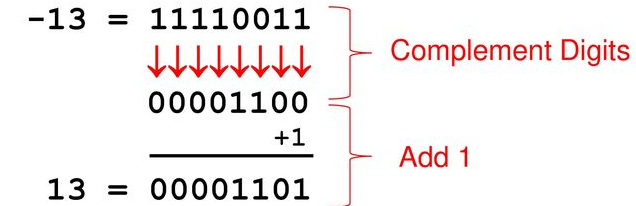 -13 = 11110011
Complement Digits
00001100
+1
Add 1
13 = 00001101